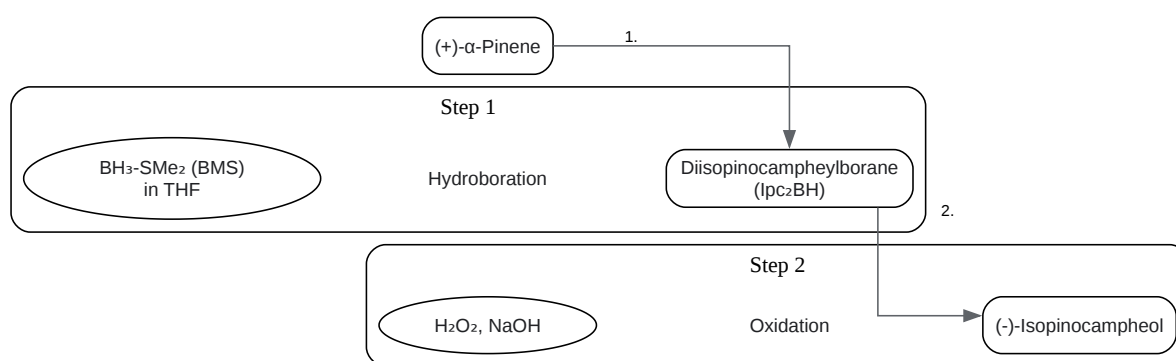 (+)-α-Pinene
1.
Step 1
BH₃-SMe₂ (BMS)
in THF
Hydroboration
Diisopinocampheylborane
(Ipc₂BH)
2.
Step 2
H₂O₂, NaOH
Oxidation
(-)-Isopinocampheol